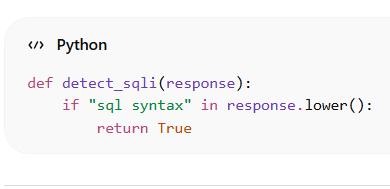 </> Python
def detect_sqli(response):
    if "sql syntax" in response.lower():
        return True